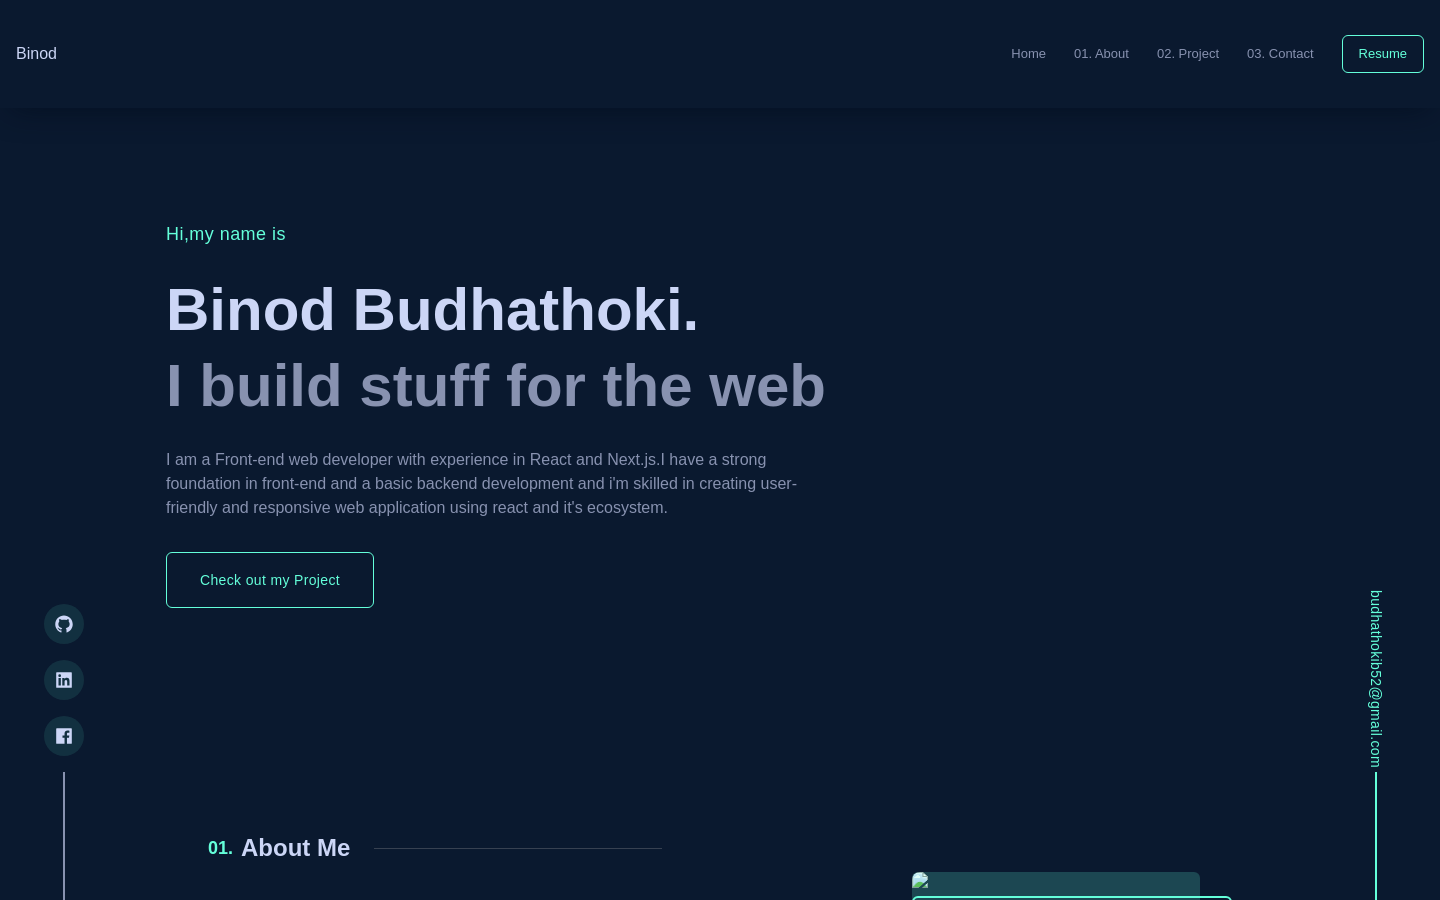 Binod
Home
01. About
02. Project
03. Contact
Resume
Hi,my name is
Binod Budhathoki.
I build stuff for the web
I am a Front-end web developer with experience in React and Next.js.I have a strong
foundation in front-end and a basic backend development and i'm skilled in creating user-
friendly and responsive web application using react and it's ecosystem.
Check out my Project
budhathokib52@gmail.com
01. About Me